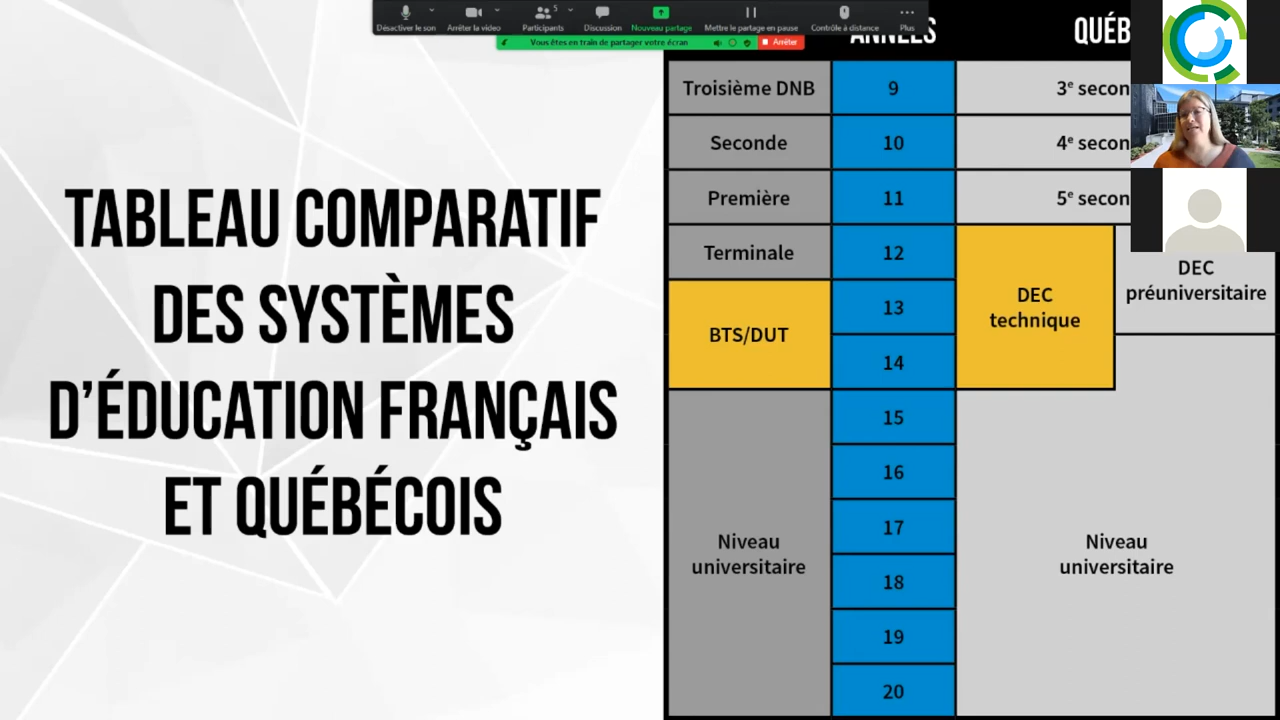 Désactiver le son
Arrêter la vidéo
Participants
5
Discussion
Nouveau partage
Mettre le partage en pause
Contrôle à distance
Plus
Vous êtes en train de partager votre écran
Arrêter
TABLEAU COMPARATIF
DES SYSTÈMES
D'ÉDUCATION FRANÇAIS
ET QUÉBÉCOIS
ANNÉES
QUÉB
Troisième DNB
9
3e secon
Seconde
10
4e secon
Première
11
5e secon
Terminale
12
DEC
préuniversitaire
BTS/DUT
13
DEC
technique
14
15
16
17
Niveau
universitaire
Niveau
universitaire
18
19
20